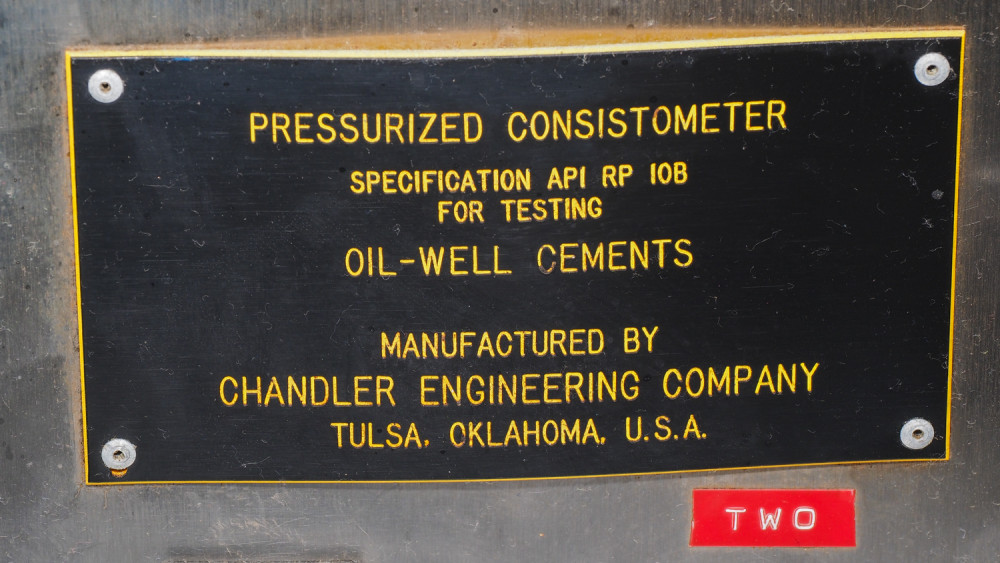 PRESSURIZED CONSISTOMETER
SPECIFICATION API RP 10B
FOR TESTING
OIL-WELL CEMENTS
MANUFACTURED BY
CHANDLER ENGINEERING COMPANY
TULSA, OKLAHOMA, U.S.A.
TWO